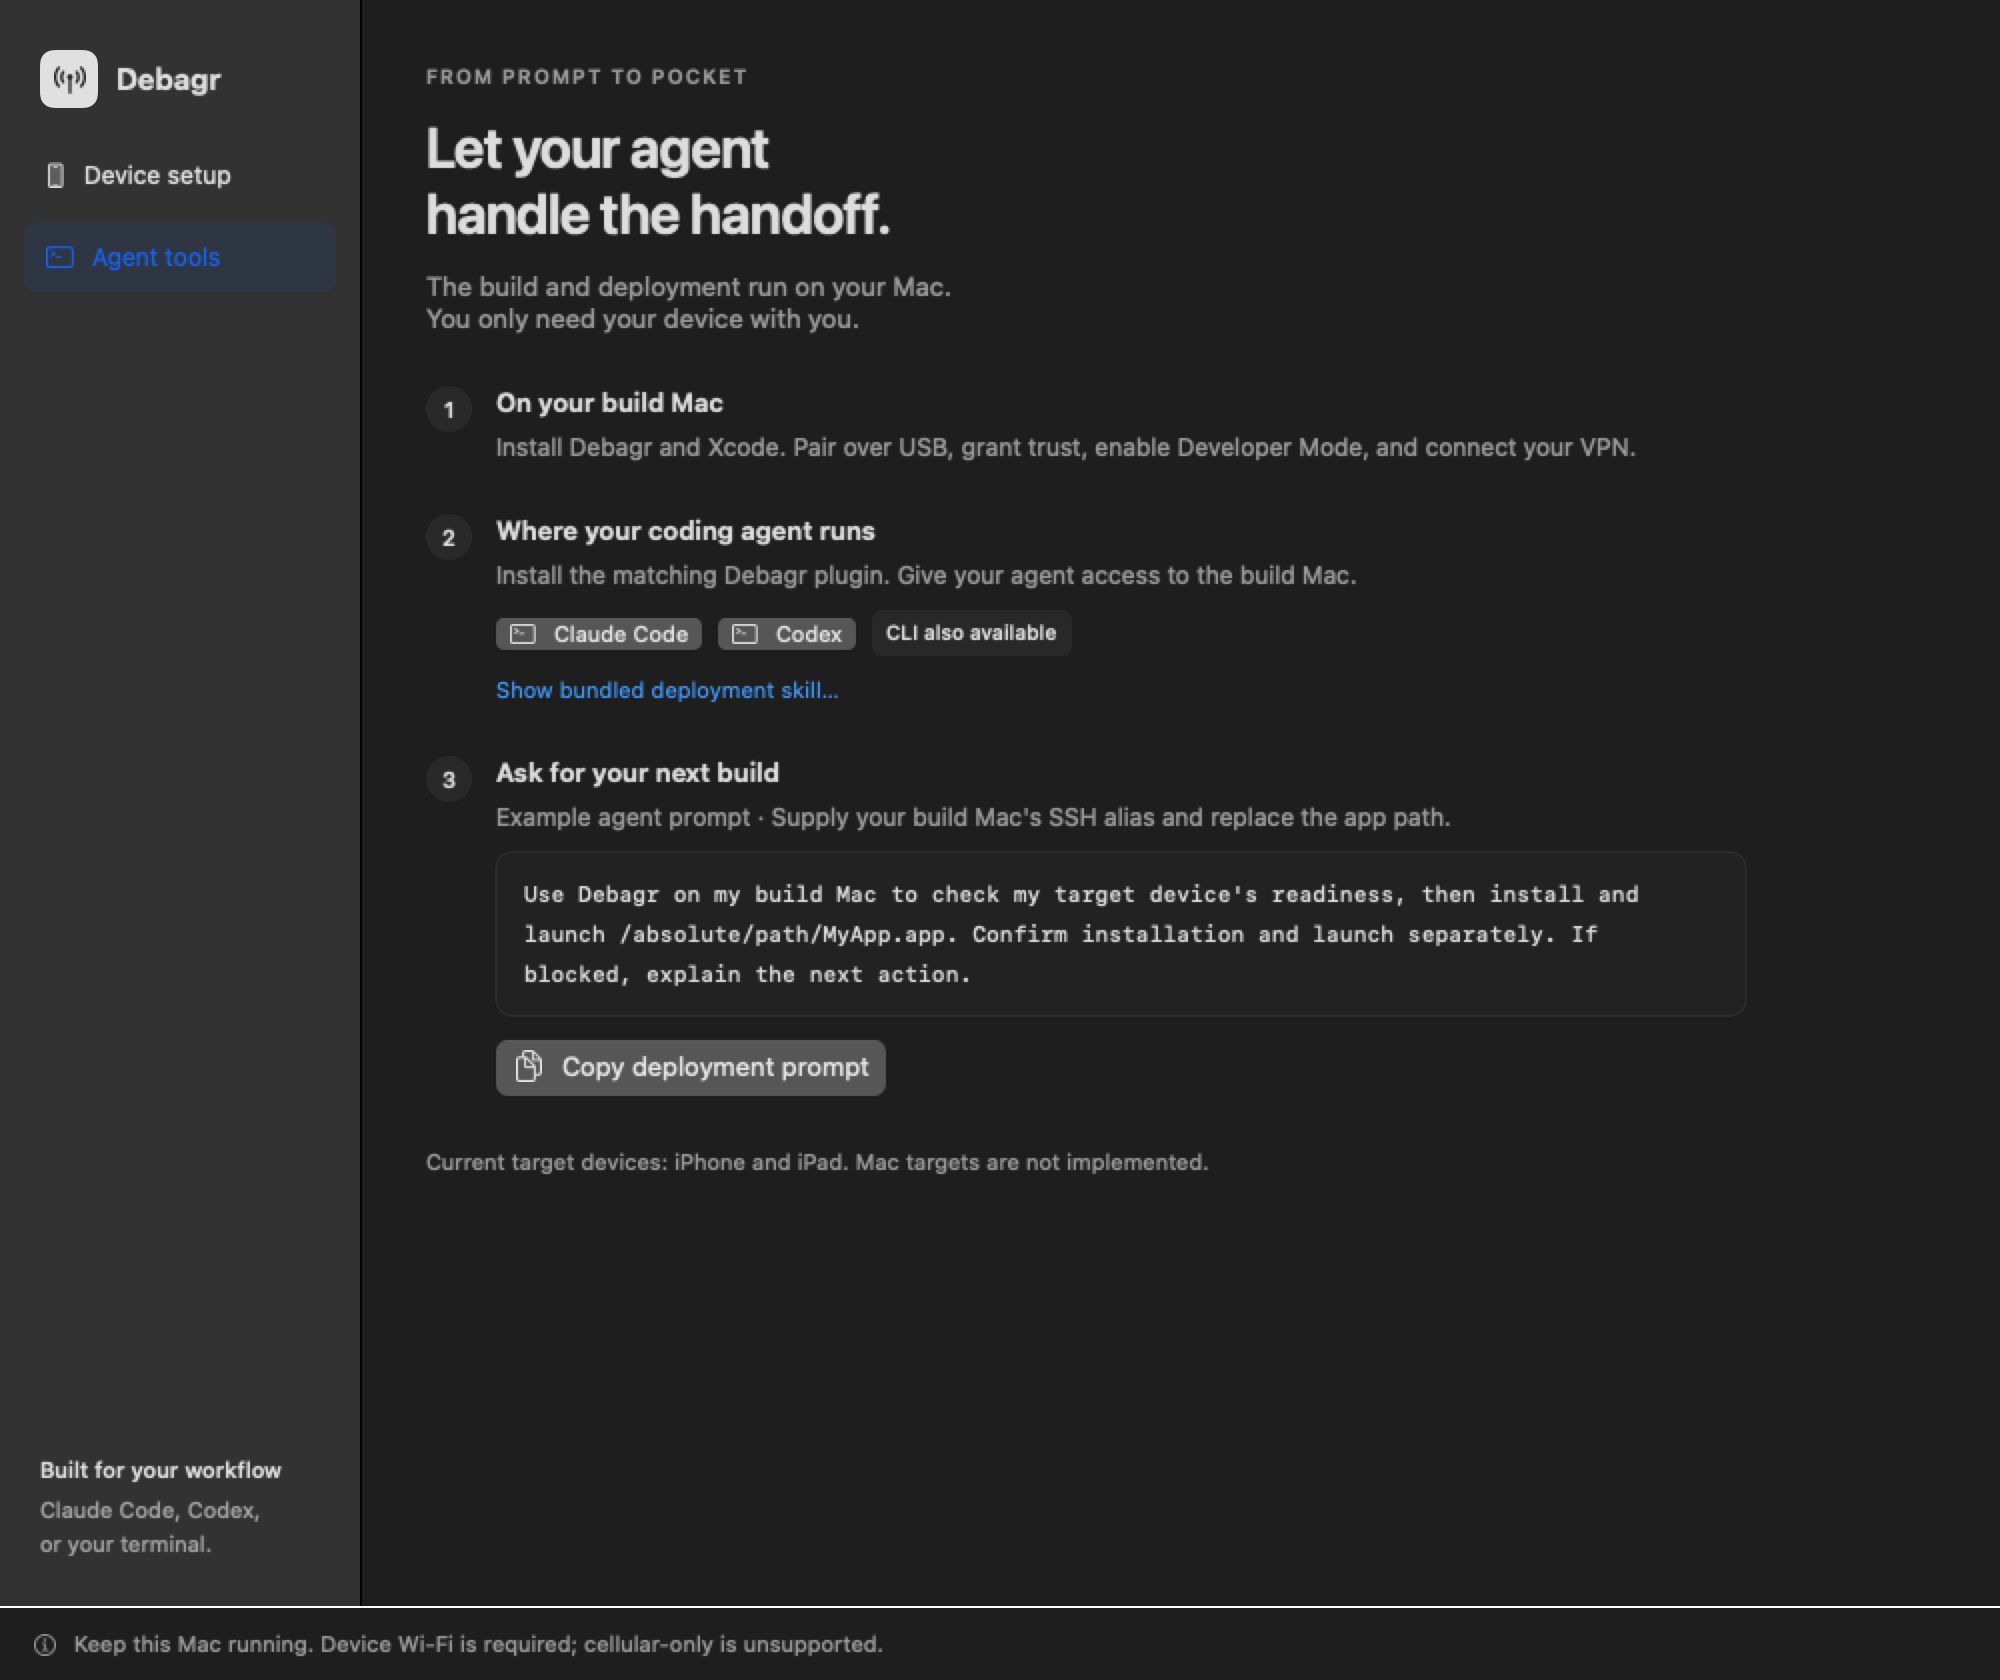 Debagr
Device setup
Agent tools
FROM PROMPT TO POCKET
Let your agent
handle the handoff.
The build and deployment run on your Mac.
You only need your device with you.
1
On your build Mac
Install Debagr and Xcode. Pair over USB, grant trust, enable Developer Mode, and connect your VPN.
2
Where your coding agent runs
Install the matching Debagr plugin. Give your agent access to the build Mac.
Claude Code
Codex
CLI also available
Show bundled deployment skill...
3
Ask for your next build
Example agent prompt · Supply your build Mac's SSH alias and replace the app path.
Use Debagr on my build Mac to check my target device's readiness, then install and
launch /absolute/path/MyApp.app. Confirm installation and launch separately. If
blocked, explain the next action.
Copy deployment prompt
Current target devices: iPhone and iPad. Mac targets are not implemented.
Built for your workflow
Claude Code, Codex,
or your terminal.
Keep this Mac running. Device Wi-Fi is required; cellular-only is unsupported.